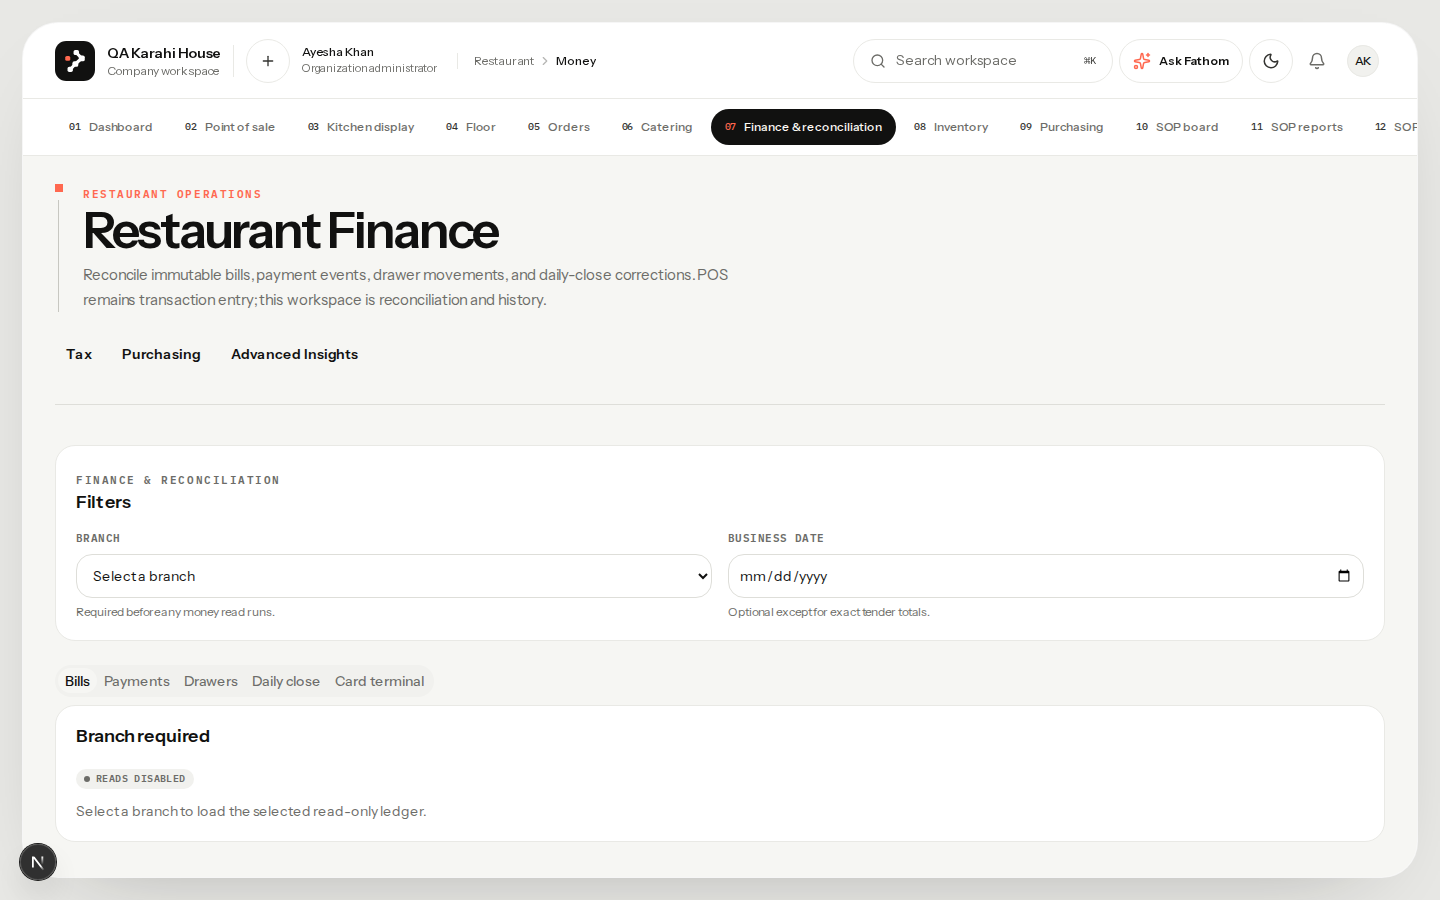 QA Karahi House
Company workspace
Ayesha Khan
Organization administrator
Restaurant > Money
Search workspace ⌘K
Ask Fathom
AK
01 Dashboard
02 Point of sale
03 Kitchen display
04 Floor
05 Orders
06 Catering
07 Finance & reconciliation
08 Inventory
09 Purchasing
10 SOP board
11 SOP reports
12 SOP
RESTAURANT OPERATIONS
Restaurant Finance
Reconcile immutable bills, payment events, drawer movements, and daily-close corrections. POS
remains transaction entry; this workspace is reconciliation and history.
Tax Purchasing Advanced Insights
FINANCE & RECONCILIATION
Filters
BRANCH
Select a branch
Required before any money read runs.
BUSINESS DATE
mm/dd/yyyy
Optional except for exact tender totals.
Bills Payments Drawers Daily close Card terminal
Branch required
READS DISABLED
Select a branch to load the selected read-only ledger.
N